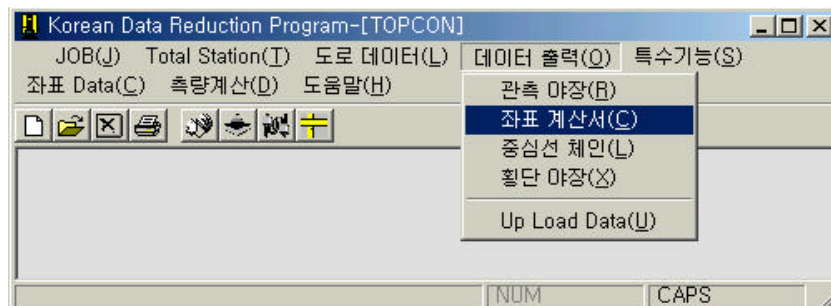 Korean Data Reduction Program-[TOPCON]
JOB(J) Total Station(T) 도로 데이터(L) 데이터 출력(O) 특수기능(S)
좌표 Data(C) 측량계산(D) 도움말(H)
관측 야장(R)
좌표 계산서(C)
중심선 체인(L)
횡단 야장(X)
Up Load Data(U)
NUM CAPS